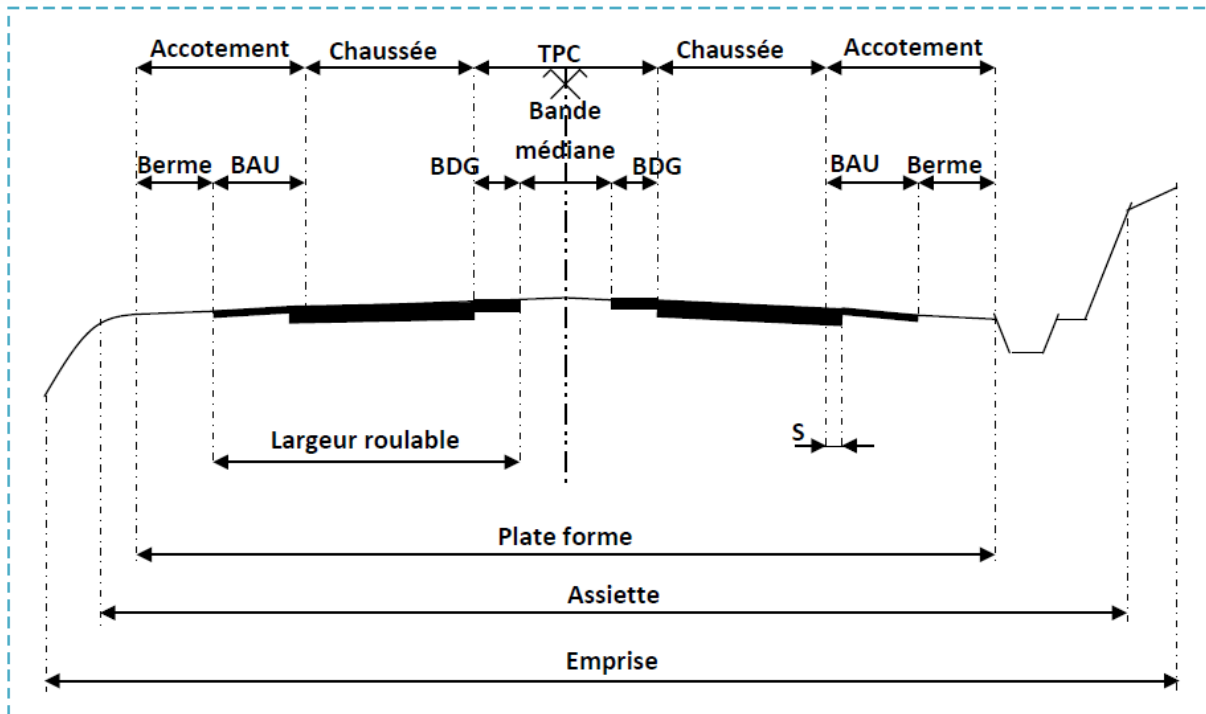 Accotement Chaussée TPC Chaussée Accotement
Bande
médiane
Berme BAU BDG BDG BAU Berme
Largeur roulable S
Plate forme
Assiette
Emprise